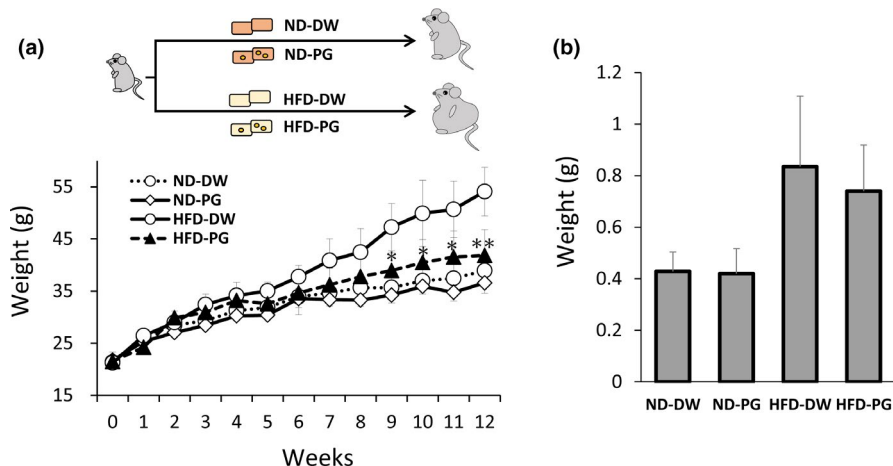 (a)
ND-DW
ND-PG
HFD-DW
HFD-PG
Weight (g)
55
45
35
25
15
ND-DW
ND-PG
HFD-DW
HFD-PG
* * * **
0 1 2 3 4 5 6 7 8 9 10 11 12
Weeks
(b)
Weight (g)
1.2
1
0.8
0.6
0.4
0.2
0
ND-DW ND-PG HFD-DW HFD-PG